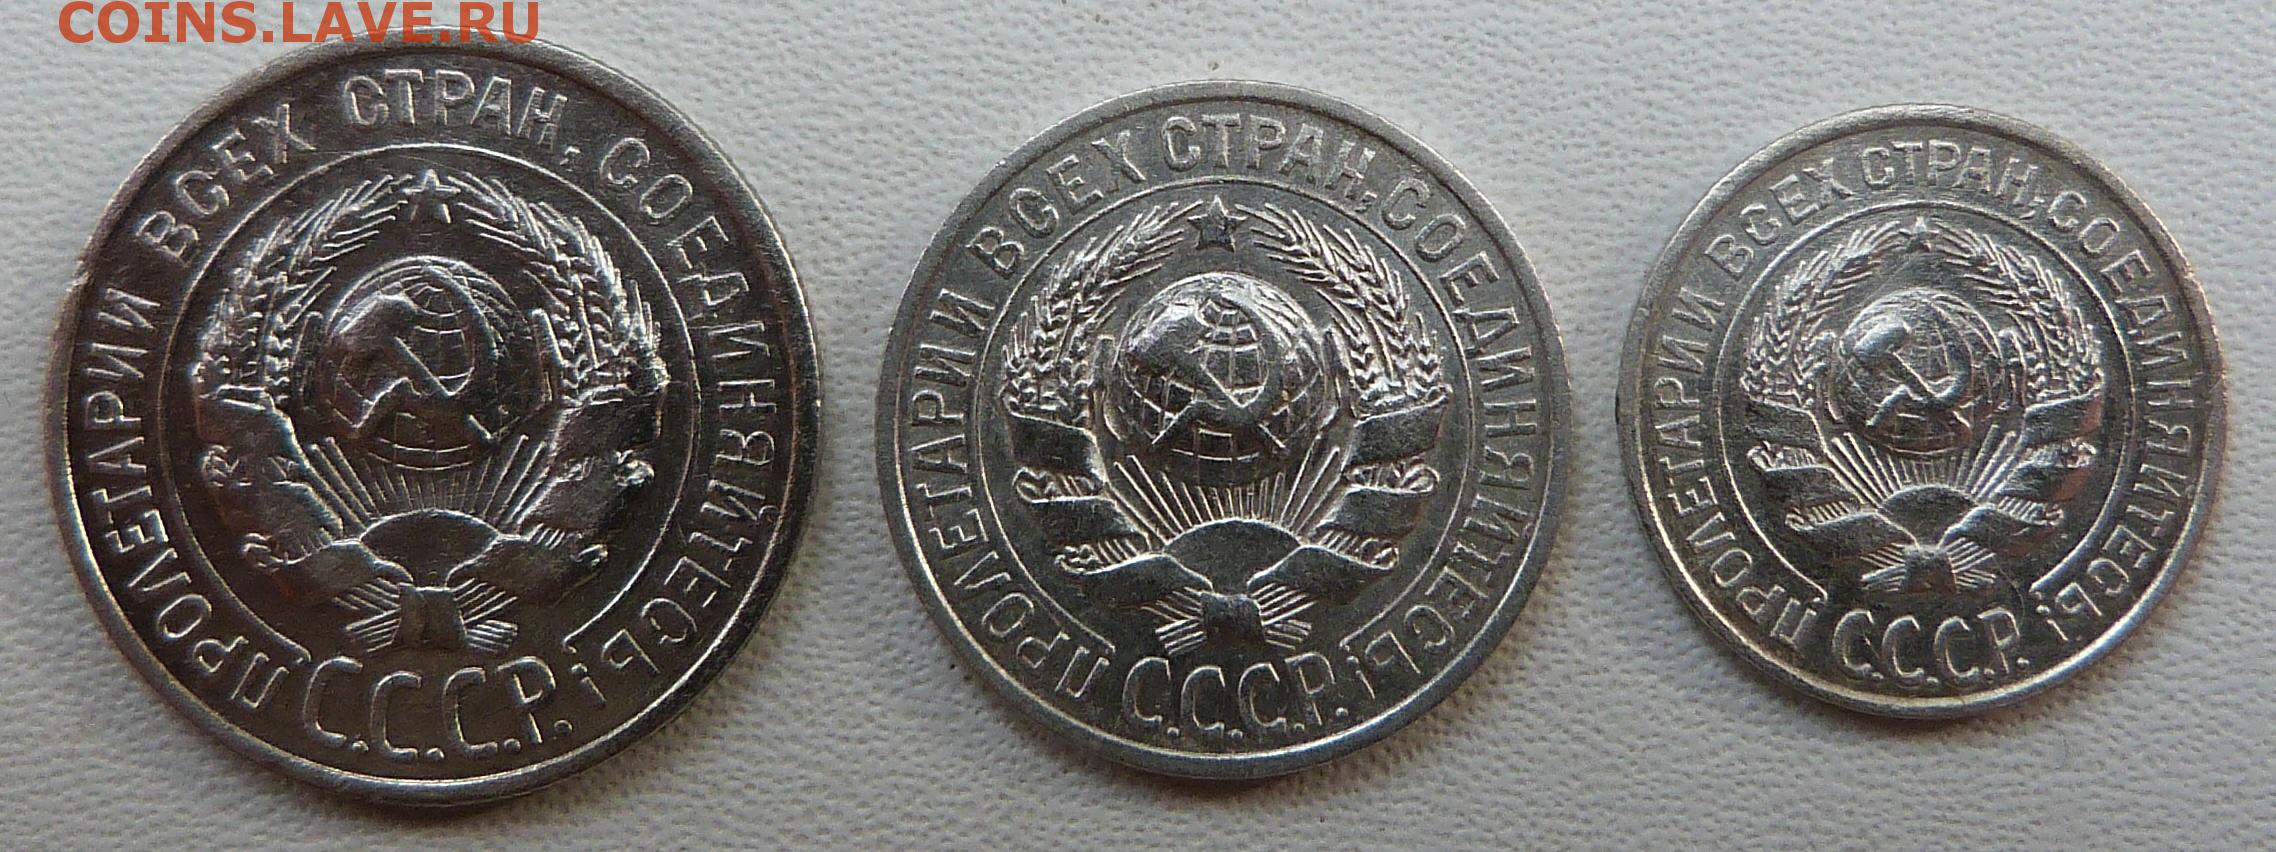 COINS.LAVE.RU
ПРОЛЕТАРИИ ВСЕХ СТРАН, СОЕДИНЯЙТЕСЬ!
С.С.С.Р.
ПРОЛЕТАРИИ ВСЕХ СТРАН, СОЕДИНЯЙТЕСЬ!
С.С.С.Р.
ПРОЛЕТАРИИ ВСЕХ СТРАН, СОЕДИНЯЙТЕСЬ!
С.С.С.Р.